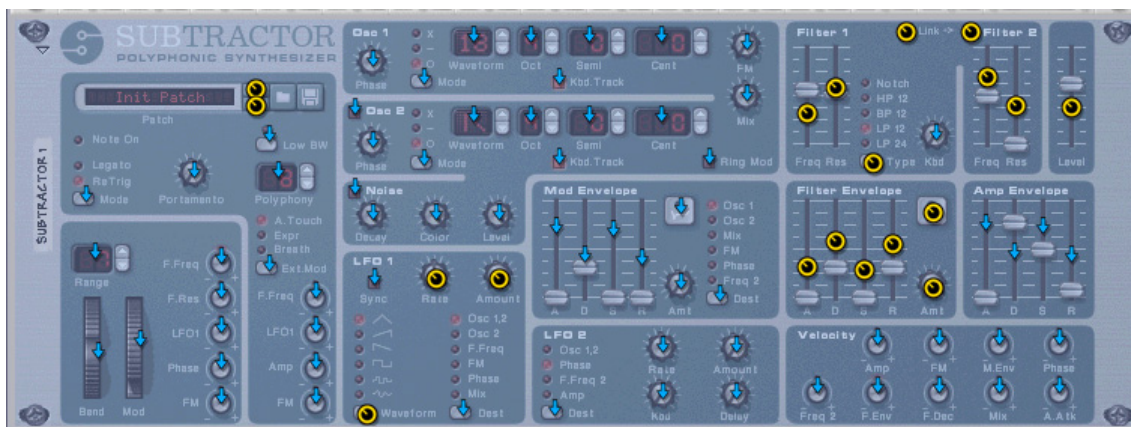 SUBTRACTOR
POLYPHONIC SYNTHESIZER
SUBTRACTOR 1
Init Patch
Patch
Note On
Legato
ReTrig
Mode
Portamento
Low BW
Polyphony
8
A.Touch
Expr
Breath
Ext.Mod
Range
Bend
Mod
F.Freq
F.Res
LFO1
Phase
FM
F.Freq
LFO1
Amp
FM
Osc 1
Phase
X
-
O
Mode
Waveform
Oct
Semi
Cent
Kbd.Track
FM
Mix
Osc 2
Phase
X
-
O
Mode
Waveform
Oct
Semi
Cent
Kbd.Track
Ring Mod
Noise
Decay
Color
Level
LFO 1
Sync
Rate
Amount
Osc 1,2
Osc 2
F.Freq
FM
Phase
Mix
Waveform
Dest
Mod Envelope
A D S R
Osc 1
Osc 2
Mix
FM
Phase
Freq 2
Amt
Dest
LFO 2
Osc 1,2
Phase
F.Freq 2
Amp
Dest
Rate
Amount
Kbd
Delay
Filter 1
Link ->
Filter 2
Notch
HP 12
BP 12
LP 12
LP 24
Freq Res
Type
Kbd
Freq Res
Level
Filter Envelope
A D S R
Amt
Amp Envelope
A D S R
Velocity
Amp
FM
M.Env
Phase
Freq 2
F.Env
F.Dec
Mix
A.Atk